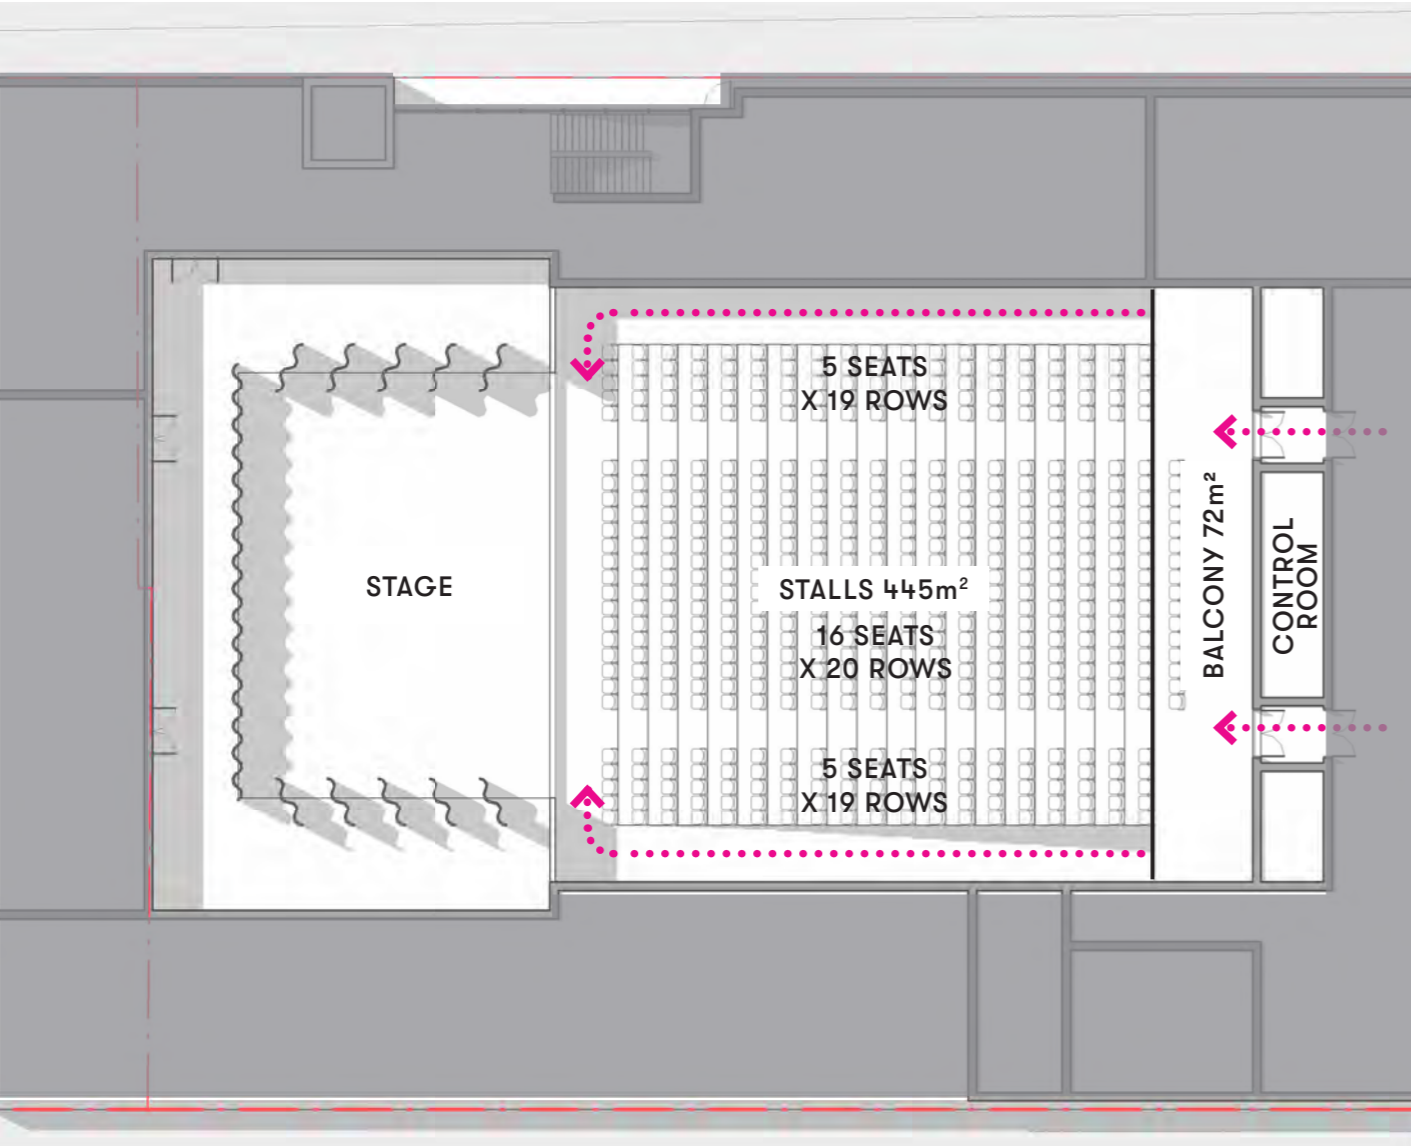 5 SEATS
X 19 ROWS
STAGE
STALLS 445m²
16 SEATS
X 20 ROWS
5 SEATS
X 19 ROWS
BALCONY 72m²
CONTROL
ROOM